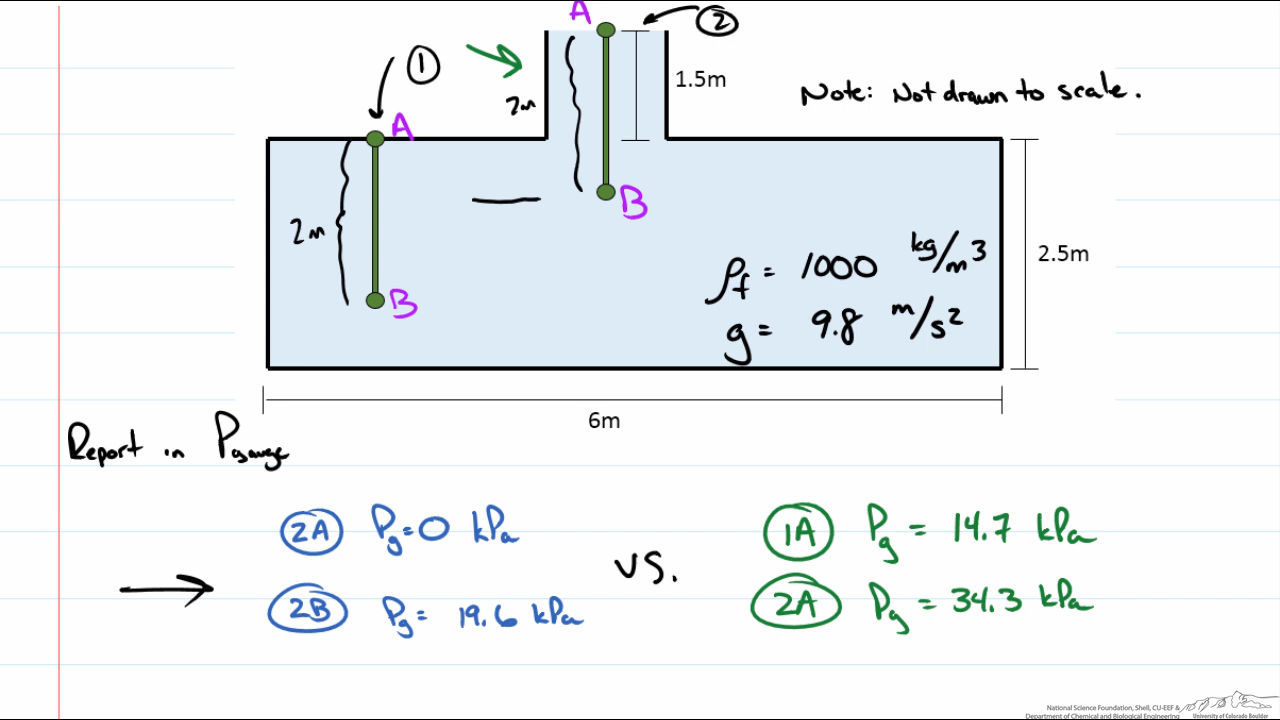 A
2
1
1.5m
2m
Note: Not drawn to scale.
A
B
2m
ρf = 1000 kg/m3
2.5m
B
g = 9.8 m/s2
6m
Report in Pgauge
2A Pg=0 kPa
1A Pg = 14.7 kPa
vs.
2B Pg= 19.6 kPa
2A Pg = 34.3 kPa
National Science Foundation, Shell, CU-EEF &
Department of Chemical and Biological Engineering
University of Colorado Boulder